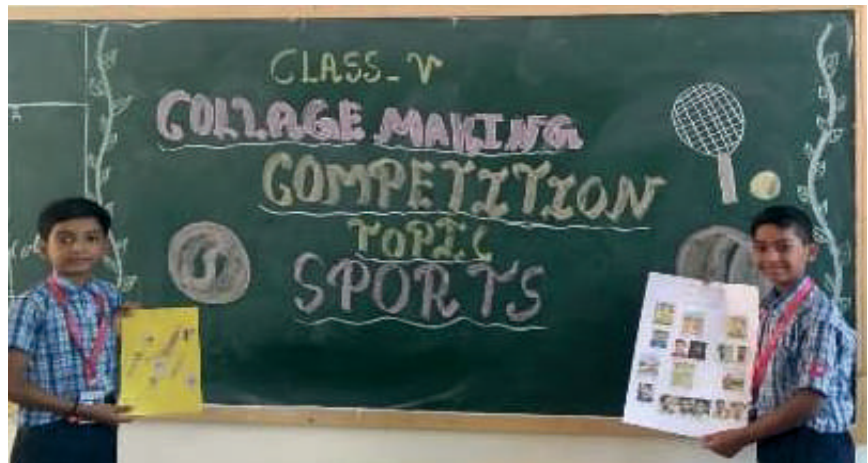 CLASS-V
COLLAGE MAKING
COMPETITION
TOPIC
SPORTS